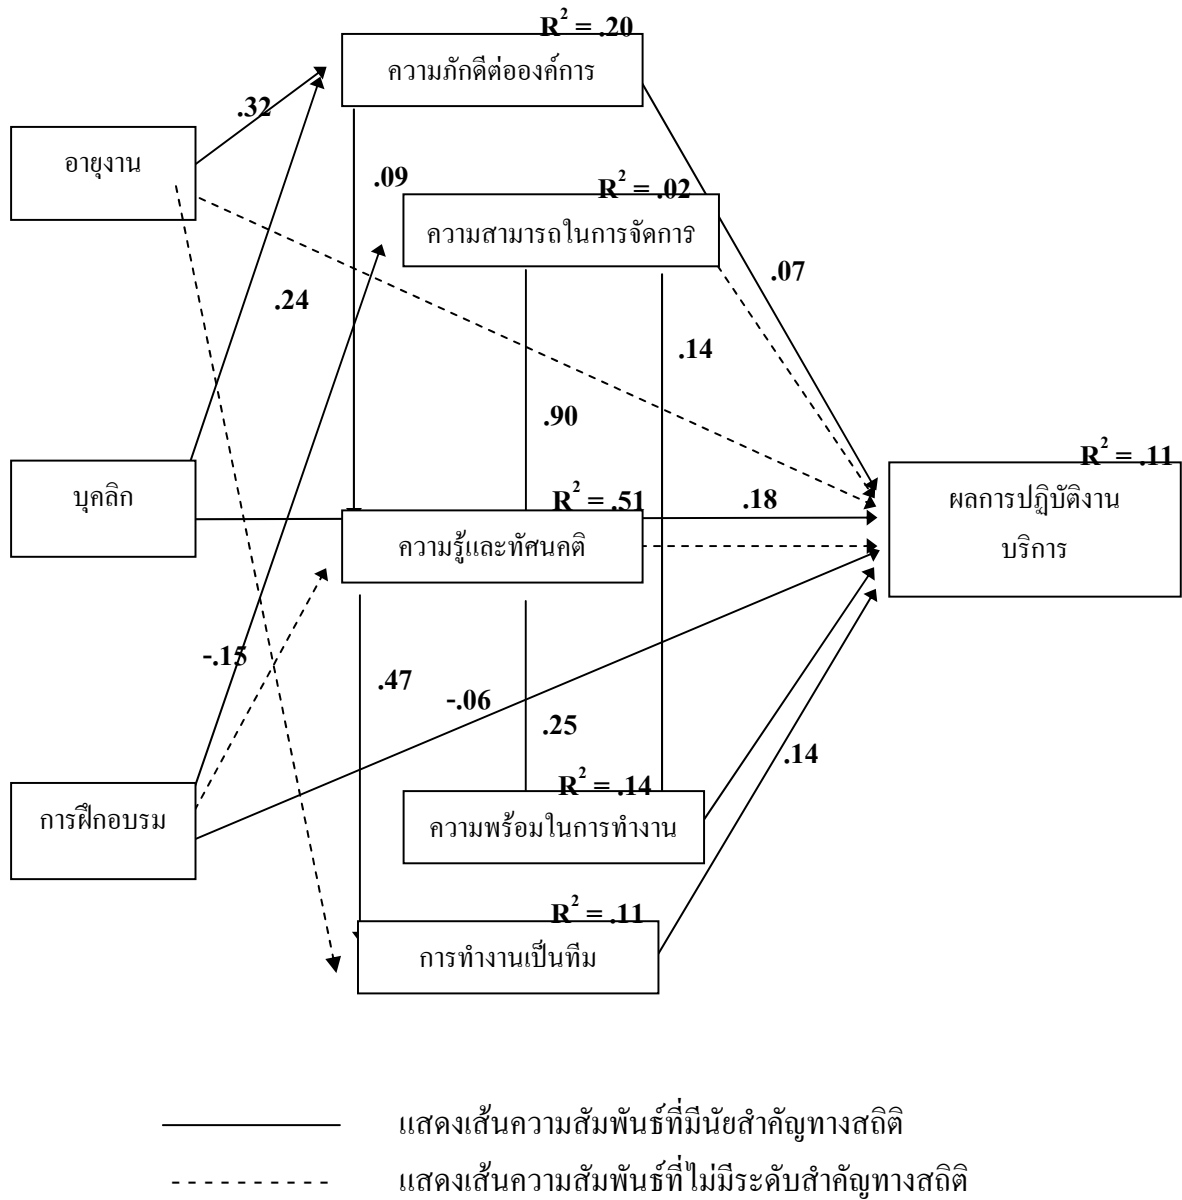 R² = .20
ความภักดีต่อองค์การ
.32
อายุงาน
.09
R² = .02
ความสามารถในการจัดการ
.07
.24
.14
.90
R² = .11
บุคลิก
R² = .51
.18
ผลการปฏิบัติงาน
บริการ
ความรู้และทัศนคติ
-.15
.47
-.06
.25
.14
R² = .14
การฝึกอบรม
ความพร้อมในการทำงาน
R² = .11
การทำงานเป็นทีม
แสดงเส้นความสัมพันธ์ที่มีนัยสำคัญทางสถิติ
แสดงเส้นความสัมพันธ์ที่ไม่มีระดับสำคัญทางสถิติ